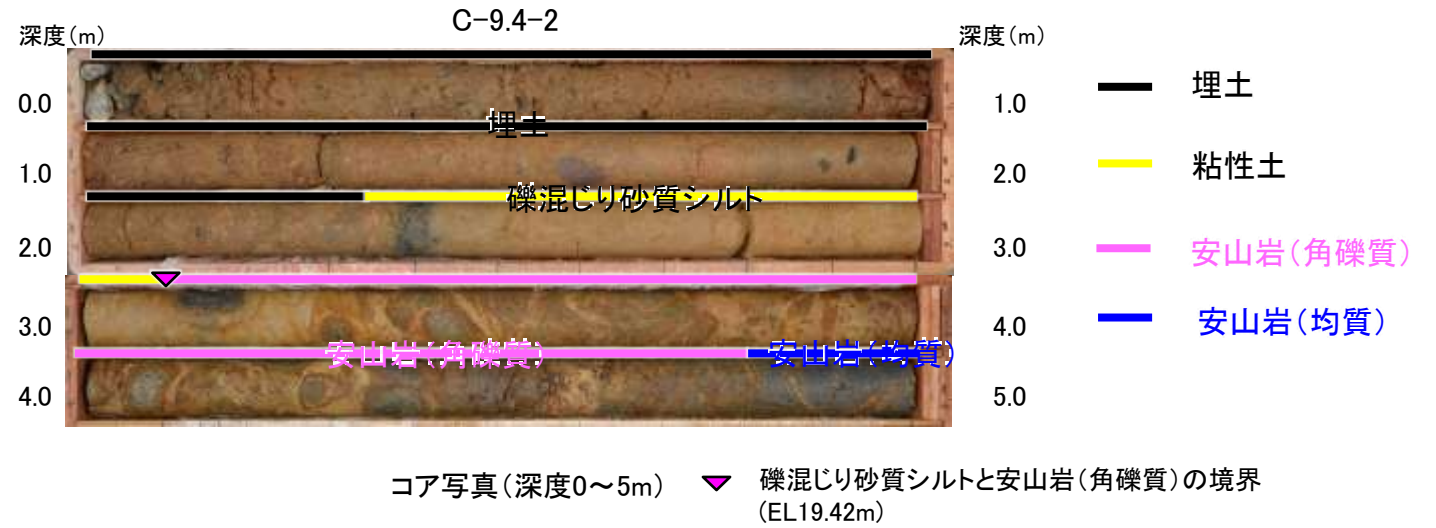 C-9.4-2
深度(m)
深度(m)
0.0
1.0
埋土
埋土
1.0
2.0
粘性土
礫混じり砂質シルト
2.0
3.0
安山岩(角礫質)
3.0
4.0
安山岩(均質)
安山岩(角礫質)
安山岩(均質)
4.0
5.0
コア写真(深度0～5m)
礫混じり砂質シルトと安山岩(角礫質)の境界
(EL19.42m)